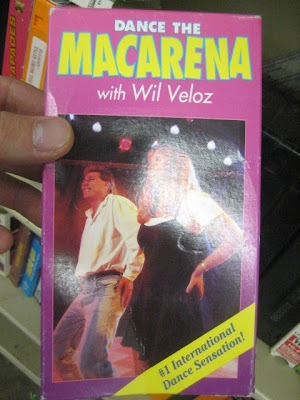 DANCE THE
MACARENA
with Wil Veloz
#1 International
Dance Sensation!